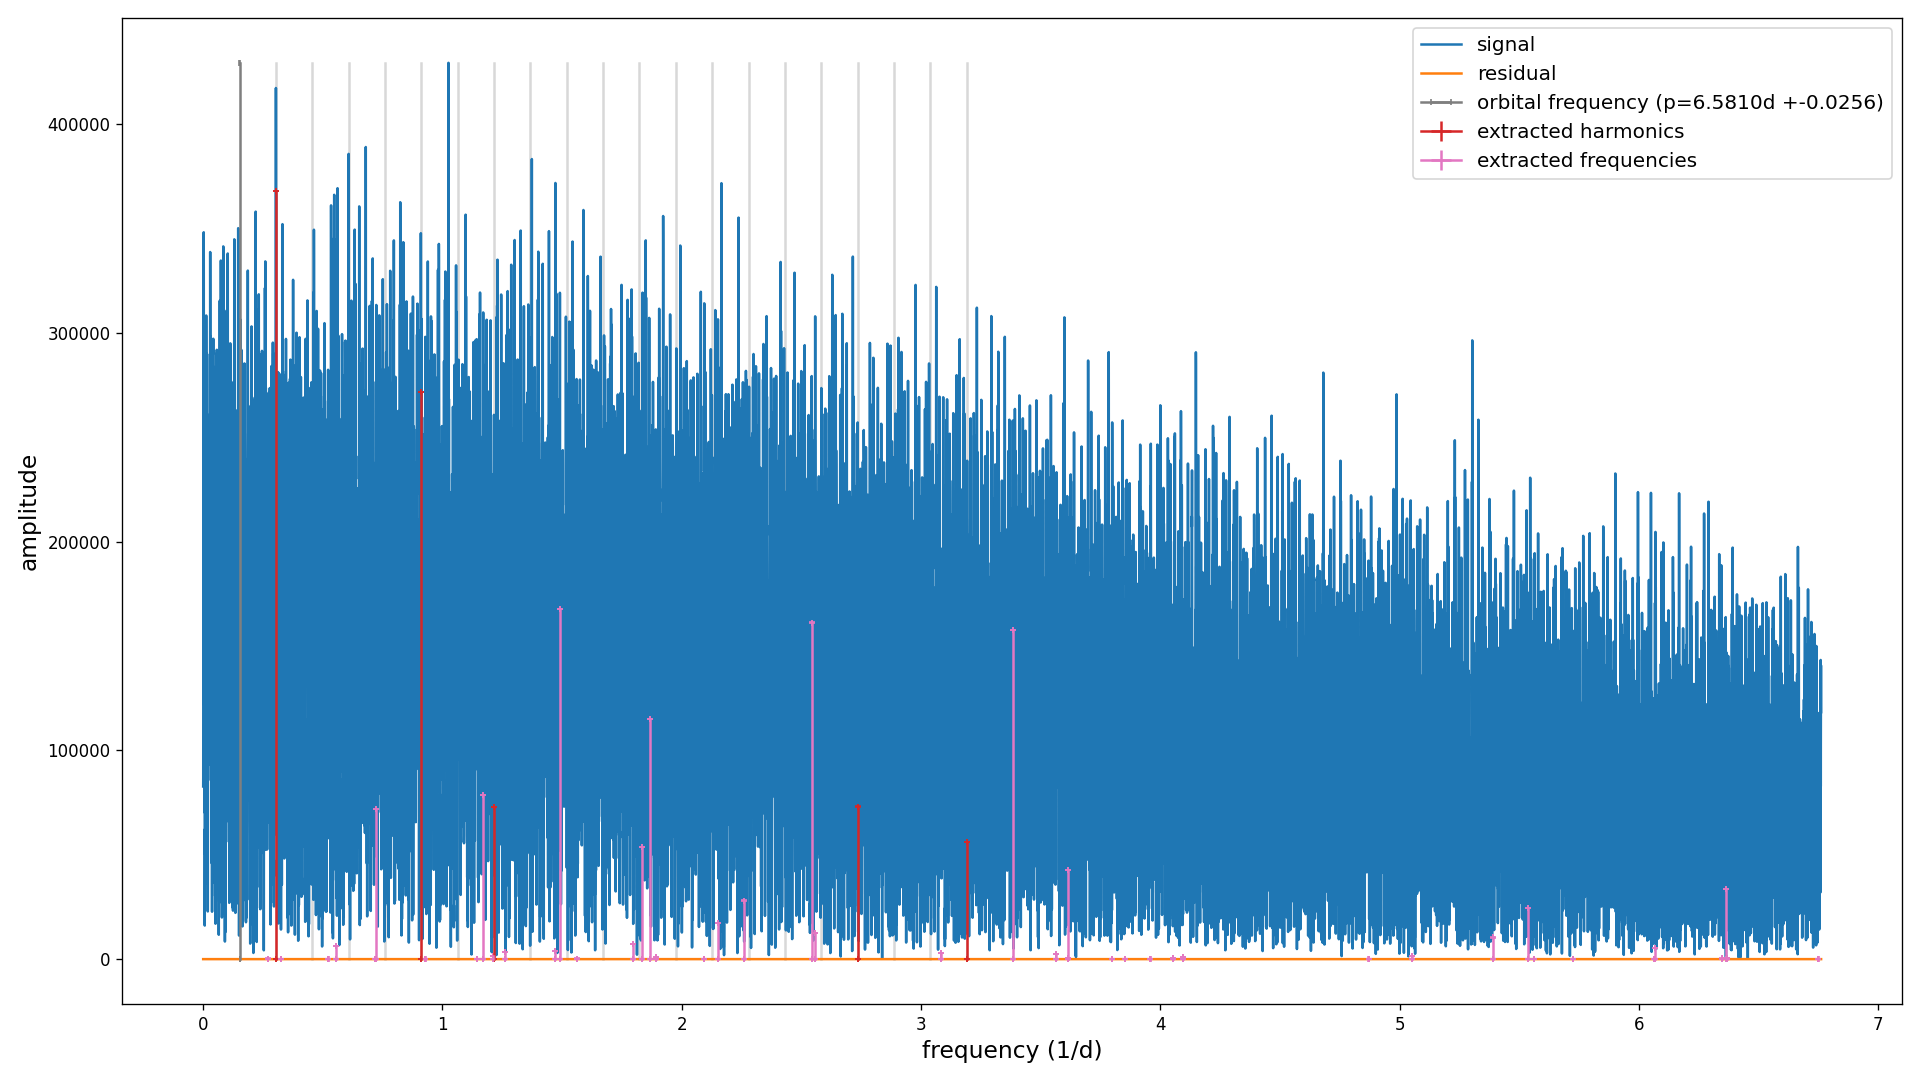 signal
residual
orbital frequency (p=6.5810d +-0.0256)
extracted harmonics
extracted frequencies
amplitude
400000
300000
200000
100000
0
0 1 2 3 4 5 6 7
frequency (1/d)